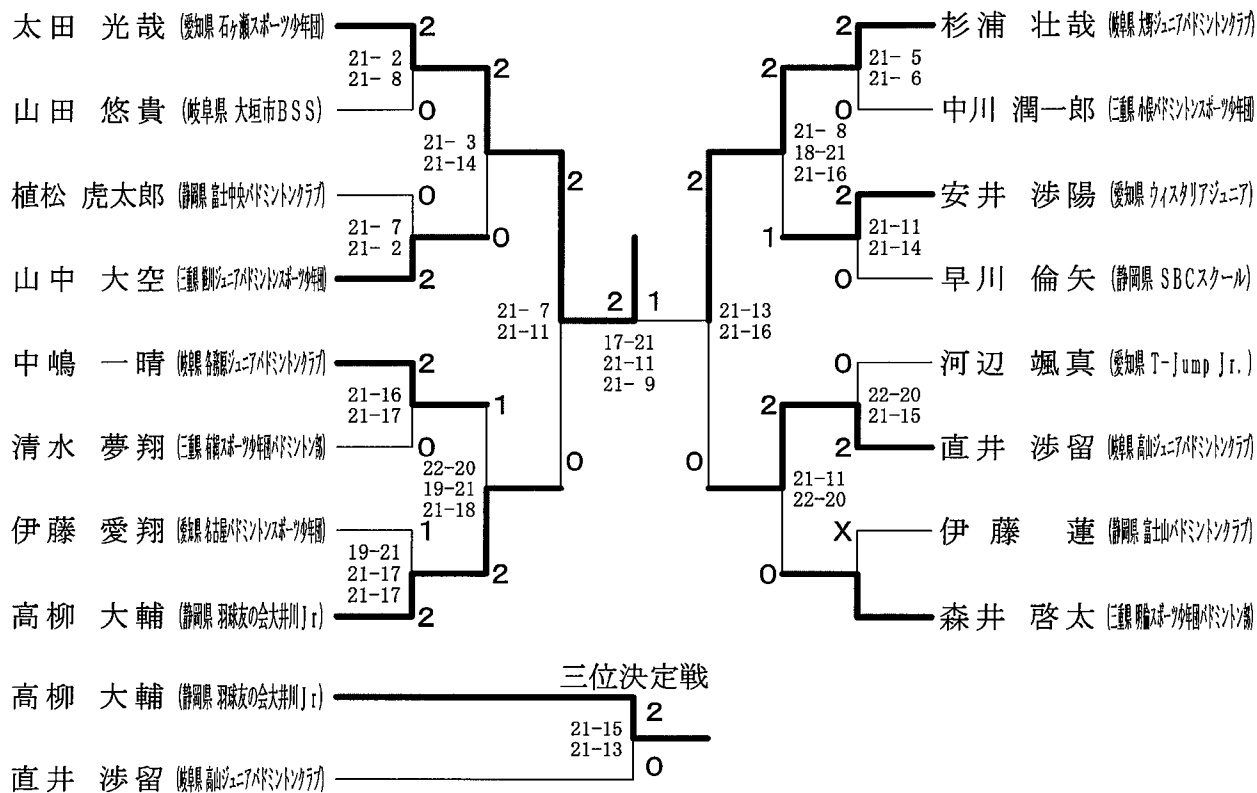 太田 光哉 (愛知県 石ヶ瀬スポーツ少年団) 2
21- 2
21- 8
2
山田 悠貴 (岐阜県 大垣市BSS) 0
21- 3
21-14
2
植松 虎太郎 (静岡県 富士中央バドミントンクラブ) 0
21- 7
21- 2
0
山中 大空 (三重県 笹川ジュニアバドミントンスポーツ少年団) 2
21- 7
21-11
中嶋 一晴 (岐阜県 各務原ジュニアバドミントンクラブ) 2
21-16
21-17
1
清水 夢翔 (三重県 有緝スポーツ少年団バドミントン部) 0
22-20
19-21
21-18
0
伊藤 愛翔 (愛知県 名古屋バドミントンスポーツ少年団) 1
19-21
21-17
21-17
2
高柳 大輔 (静岡県 羽球友の会大井川Jr) 2
2 1
17-21
21-11
21- 9
2 杉浦 壮哉 (岐阜県 大野ジュニアバドミントンクラブ)
2
21- 5
21- 6
0 中川 潤一郎 (三重県 小俣バドミントンスポーツ少年団)
2
21- 8
18-21
21-16
2 安井 渉陽 (愛知県 ウィスタリアジュニア)
1
21-11
21-14
0 早川 倫矢 (静岡県 SBCスクール)
21-13
21-16
0 河辺 颯真 (愛知県 T-Jump Jr.)
2
22-20
21-15
2 直井 渉留 (岐阜県 高山ジュニアバドミントンクラブ)
0
21-11
22-20
X 伊藤 蓮 (静岡県 富士山バドミントンクラブ)
0
森井 啓太 (三重県 明倫スポーツ少年団バドミントン部)
三位決定戦
高柳 大輔 (静岡県 羽球友の会大井川Jr) 2
21-15
21-13
直井 渉留 (岐阜県 高山ジュニアバドミントンクラブ) 0